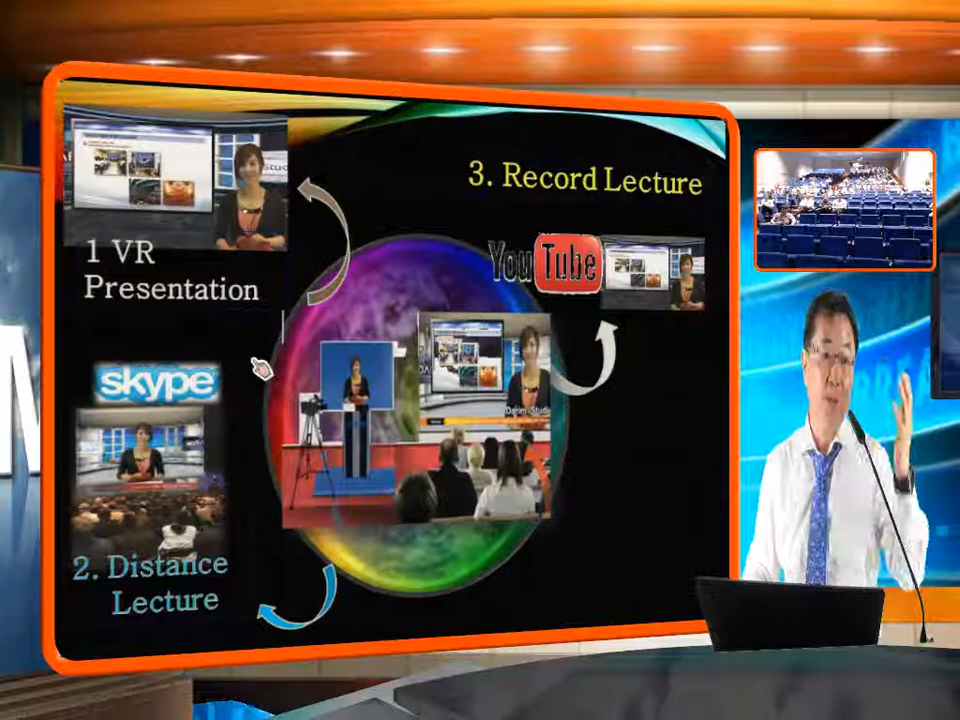 1 VR
Presentation
3. Record Lecture
YouTube
skype
2. Distance
Lecture